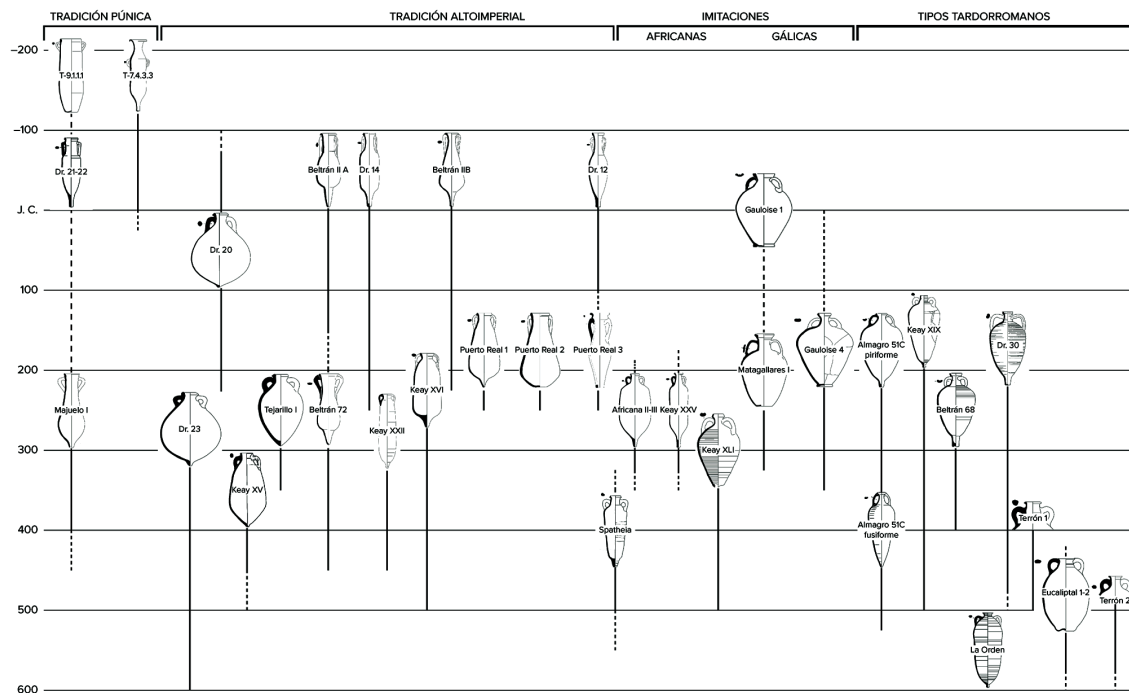 TRADICIÓN PÚNICA
TRADICIÓN ALTOIMPERIAL
IMITACIONES
TIPOS TARDORROMANOS
AFRICANAS
GÁLICAS
–200
T-9.1.1.1
T-7.4.3.3
–100
Dr. 21-22
Beltrán II A
Dr. 14
Beltrán IIB
Dr. 12
J. C.
Gauloise 1
Dr. 20
100
Puerto Real 1
Puerto Real 2
Puerto Real 3
Gauloise 4
Almagro 51C
piriforme
Keay XIX
Dr. 30
200
Matagallares I-
Keay XVI
Majuelo I
Tejarillo I
Beltrán 72
Africana II-III
Keay XXV
Beltrán 68
Dr. 23
Keay XXII
300
Keay XLI
Keay XV
400
Spatheia
Almagro 51C
fusiforme
Terrón 1
500
Eucaliptal 1-2
Terrón 2
La Orden
600